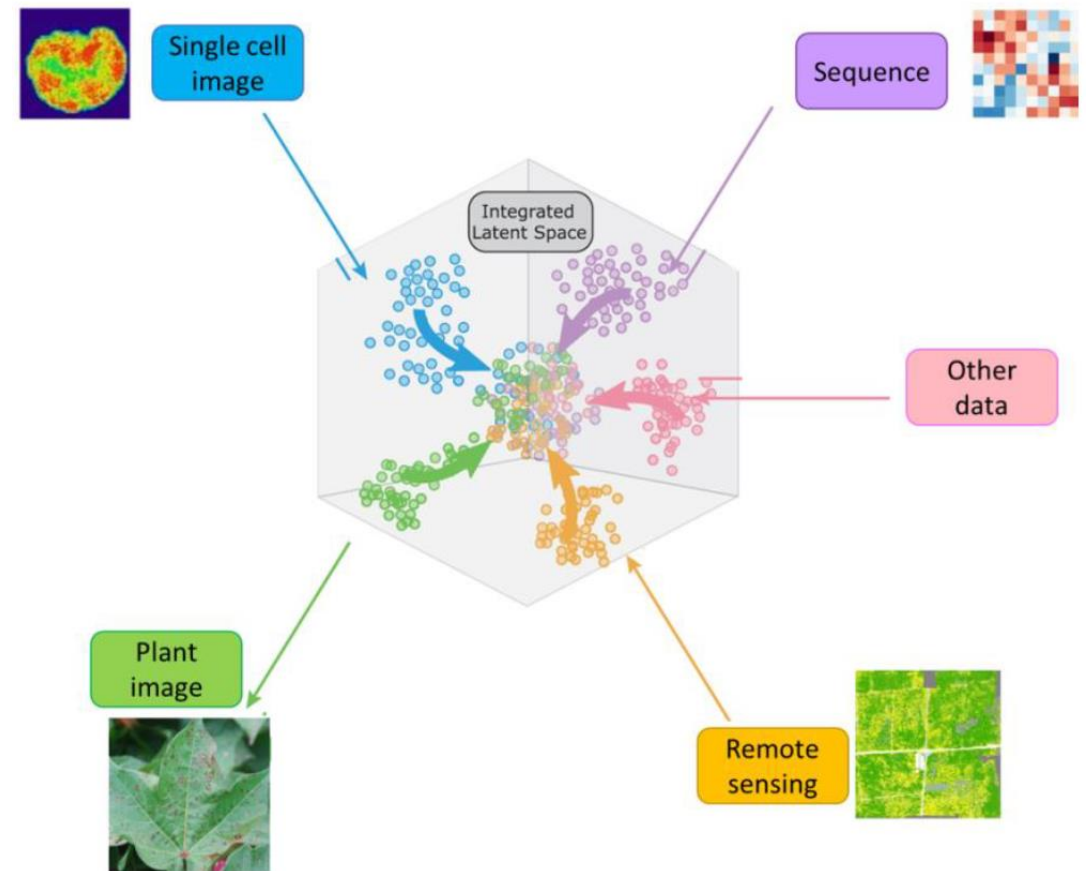 Single cell
image
Sequence
Integrated
Latent Space
Other
data
Plant
image
Remote
sensing